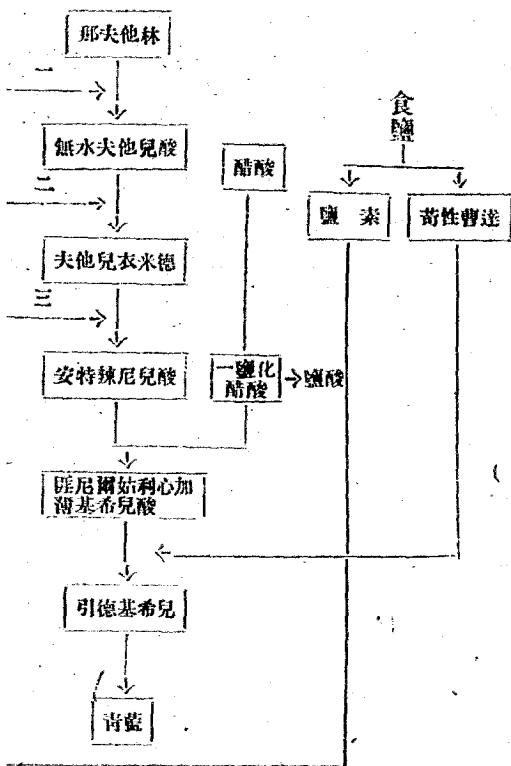 那夫他林
一
無水夫他兒酸
二
夫他兒衣米德
三
安特辣尼兒酸
醋酸
一鹽化
醋酸
鹽酸
食鹽
鹽素
苛性曹達
匪尼爾姑利心加
溜基希兒酸
引德基希兒
青藍